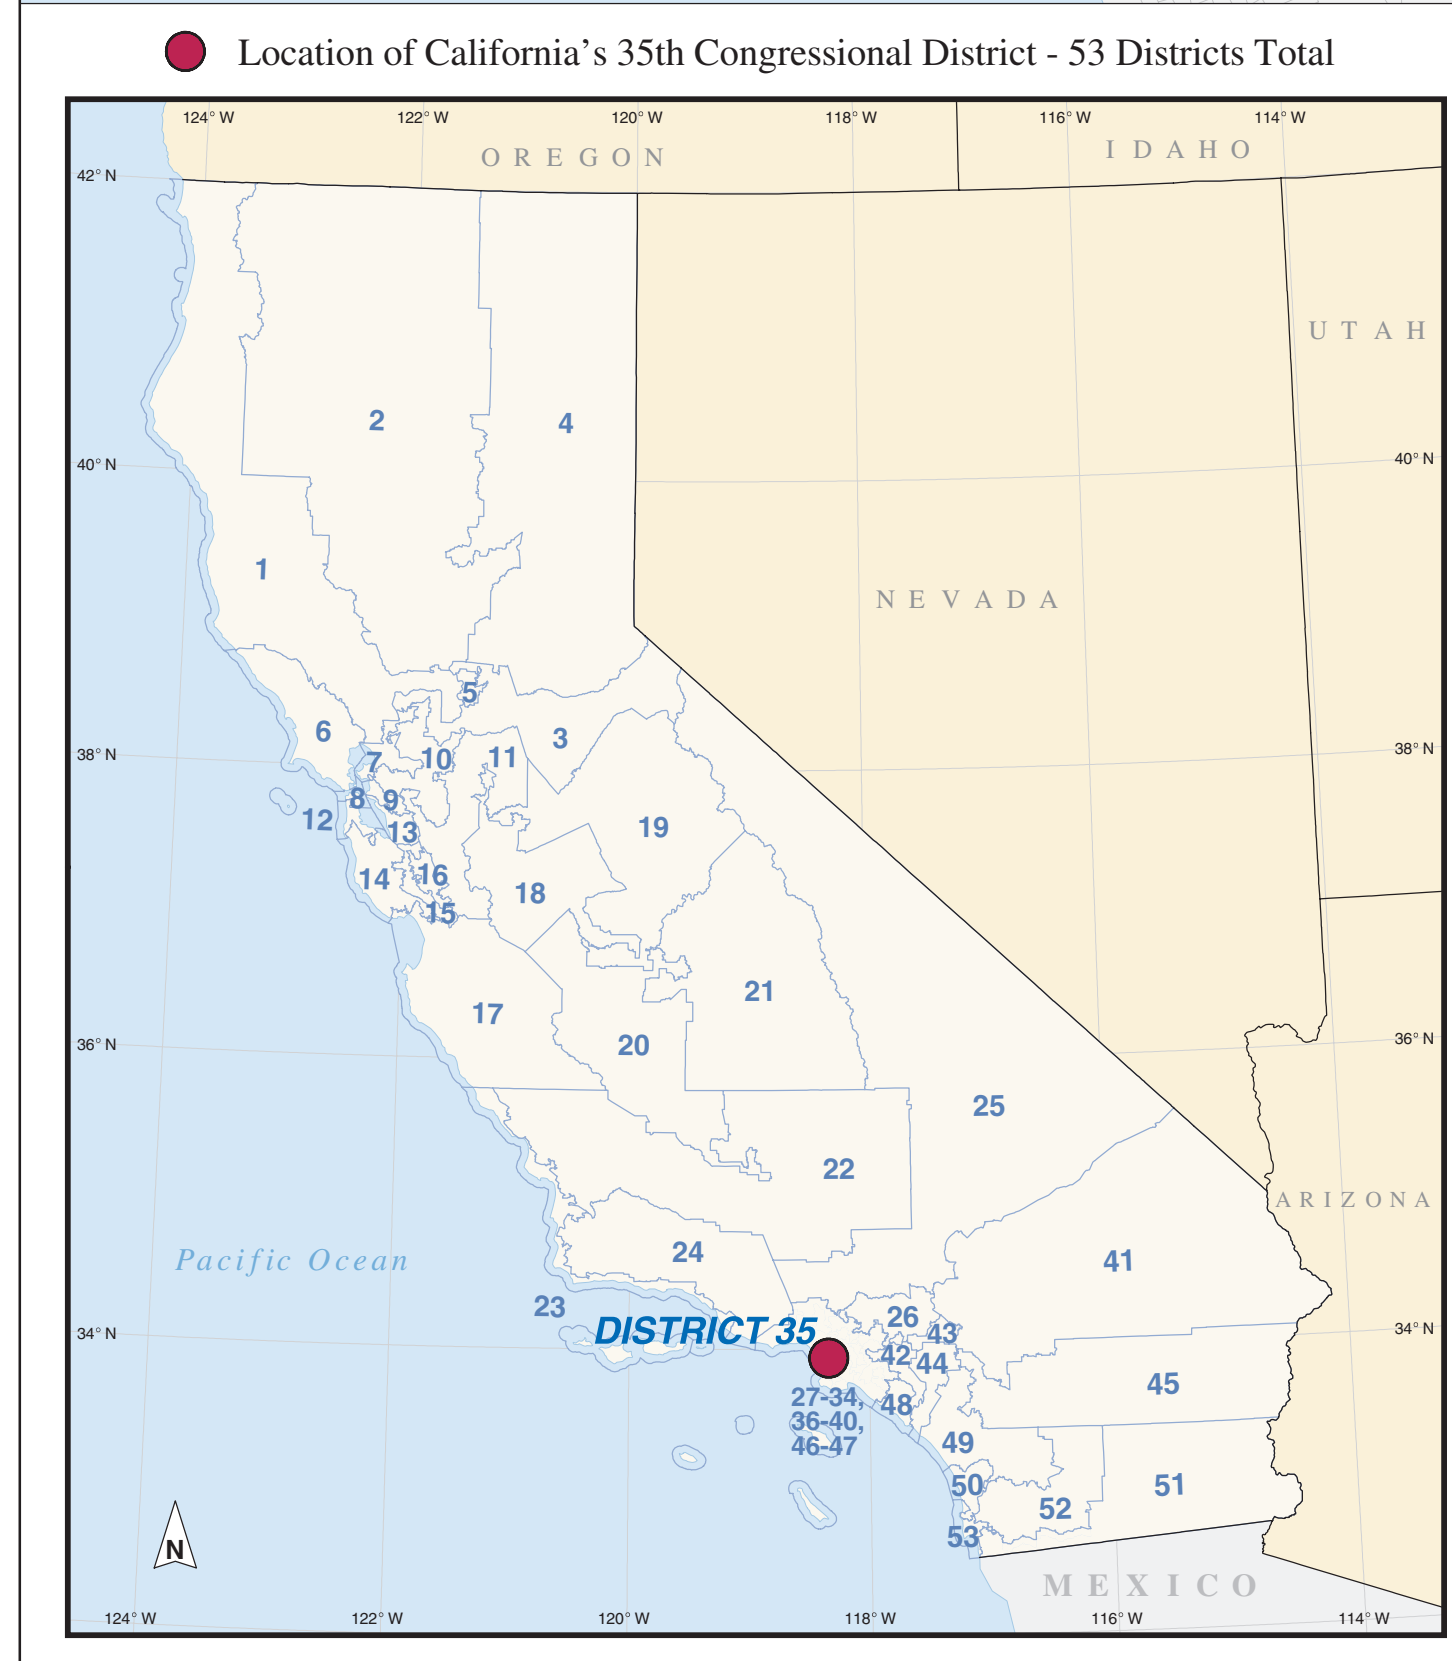 Location of California’s 35th Congressional District - 53 Districts Total
124° W 122° W 120° W 118° W 116° W 114° W
OREGON
IDAHO
42° N
UTAH
2
4
40° N
40° N
1
NEVADA
5
6
3
38° N
38° N
7
10
11
8
9
12
13
19
14
16
18
15
21
17
20
36° N
36° N
25
22
ARIZONA
24
41
Pacific Ocean
23
26
DISTRICT 35
43
34° N
34° N
42
44
45
27-34,
36-40,
46-47
48
49
50
51
52
53
N
MEXICO
124° W 122° W 120° W 118° W 116° W 114° W